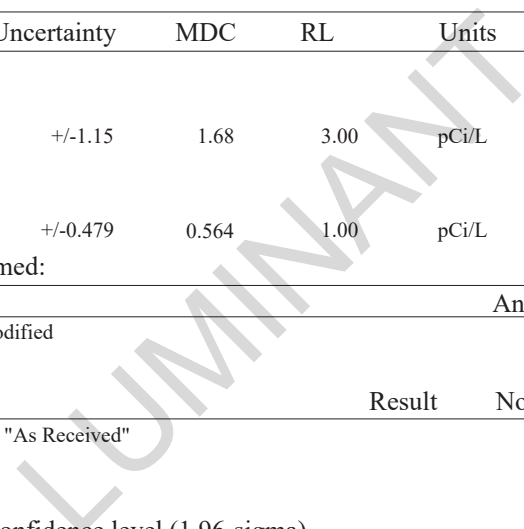 Uncertainty MDC RL Units
+/-1.15 1.68 3.00 pCi/L
+/-0.479 0.564 1.00 pCi/L
med:
An
odified
Result No
"As Received"
onfidence level (1.96-sigma)
LUMINANT